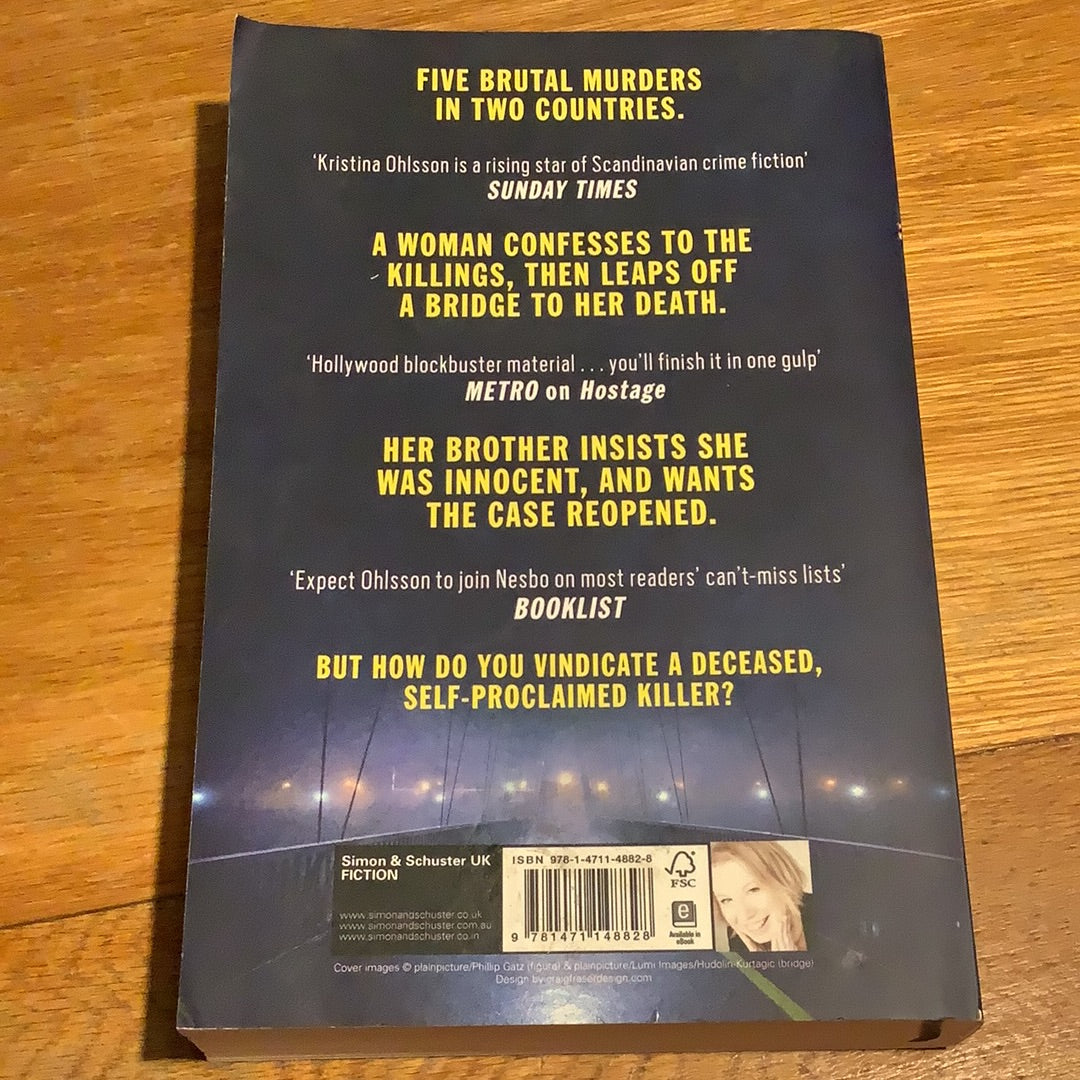 FIVE BRUTAL MURDERS
IN TWO COUNTRIES.
'Kristina Ohlsson is a rising star of Scandinavian crime fiction'
SUNDAY TIMES
A WOMAN CONFESSES TO THE
KILLINGS, THEN LEAPS OFF
A BRIDGE TO HER DEATH.
'Hollywood blockbuster material . . . you'll finish it in one gulp'
METRO on Hostage
HER BROTHER INSISTS SHE
WAS INNOCENT, AND WANTS
THE CASE REOPENED.
'Expect Ohlsson to join Nesbo on most readers' can't-miss lists'
BOOKLIST
BUT HOW DO YOU VINDICATE A DECEASED,
SELF-PROCLAIMED KILLER?
Simon & Schuster UK
FICTION
www.simonandschuster.co.uk
www.simonandschuster.com.au
www.simonandschuster.co.in
ISBN 978-1-4711-4882-8
9 781471 148828
FSC
e
Available in
eBook
Cover images © plainpicture/Phillip Gätz (figure) & plainpicture/Lumi Images/Hudolin-Kurtagic (bridge)
Design by craigfraserdesign.com